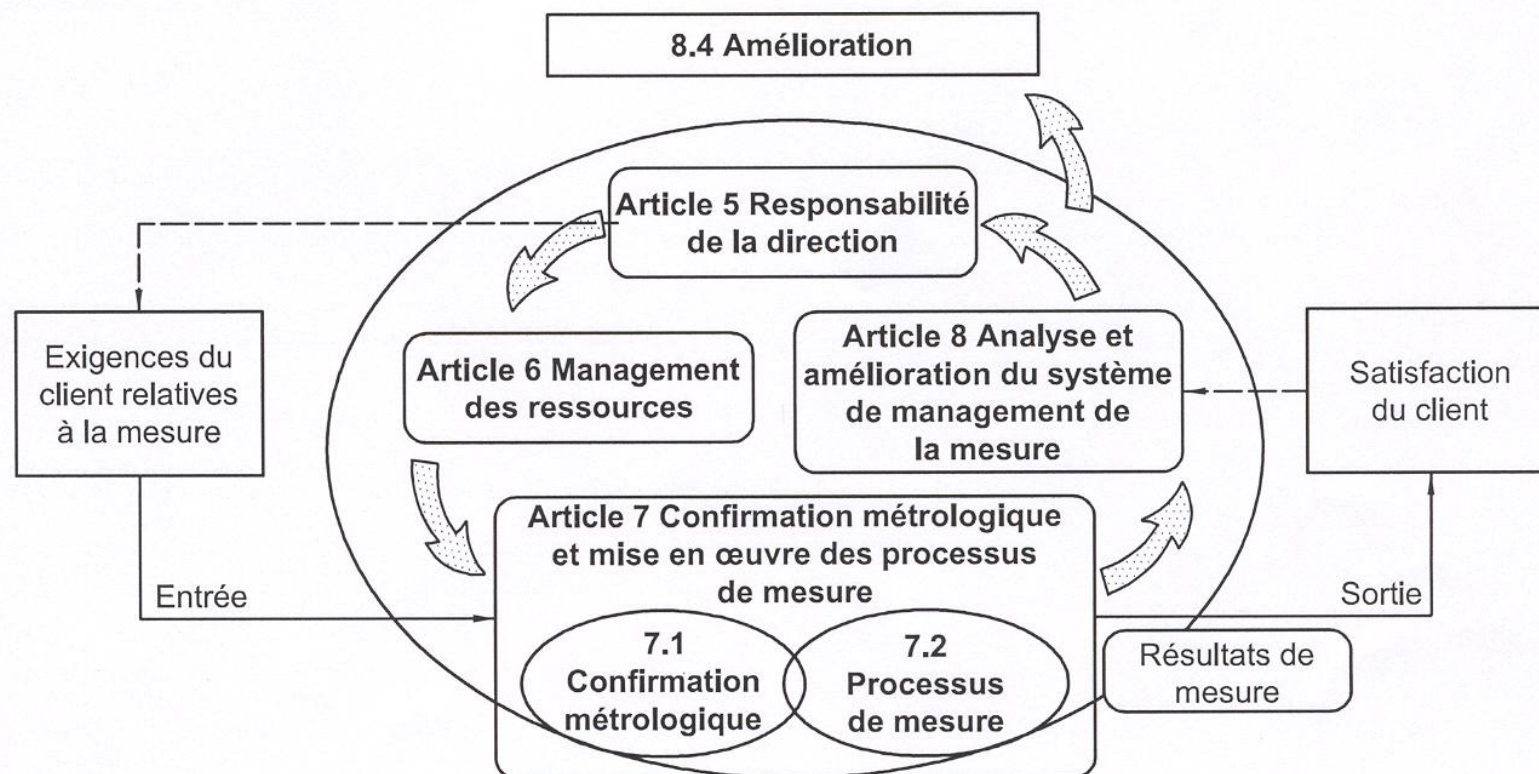 8.4 Amélioration
Article 5 Responsabilité
de la direction
Exigences du
client relatives
à la mesure
Article 6 Management
des ressources
Article 8 Analyse et
amélioration du système
de management de
la mesure
Satisfaction
du client
Article 7 Confirmation métrologique
et mise en œuvre des processus
de mesure
Entrée
Sortie
7.1
Confirmation
métrologique
7.2
Processus
de mesure
Résultats de
mesure